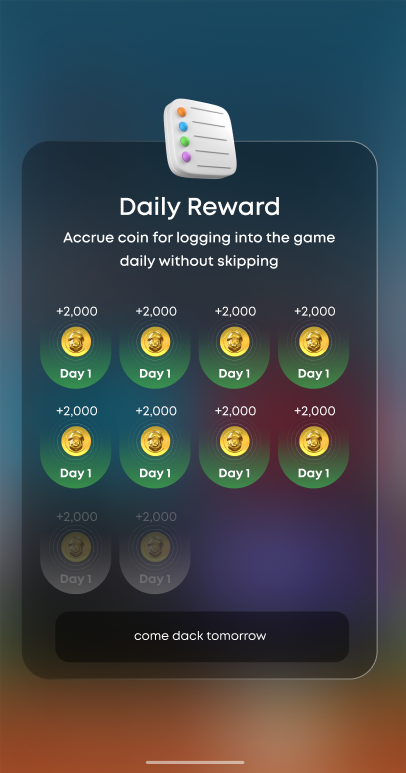 Daily Reward
Accrue coin for logging into the game
daily without skipping
+2,000 +2,000 +2,000 +2,000
Day 1 Day 1 Day 1 Day 1
+2,000 +2,000 +2,000 +2,000
Day 1 Day 1 Day 1 Day 1
+2,000 +2,000
Day 1 Day 1
come dack tomorrow